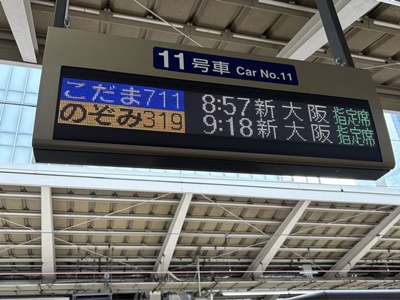 11号車 Car No.11
こだま711 8:57 新大阪 指定席
のぞみ319 9:18 新大阪 指定席